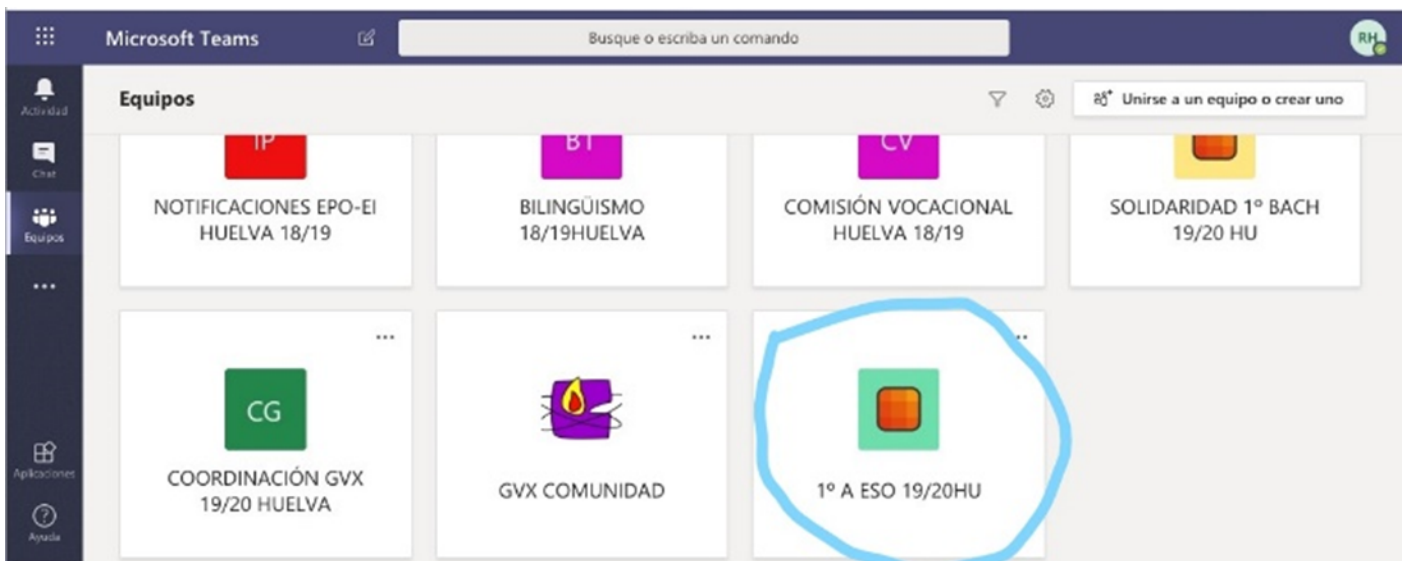 Microsoft Teams
Busque o escriba un comando
RH
Actividad
Chat
Equipos
Aplicaciones
Ayuda
Equipos
Unirse a un equipo o crear uno
IP
NOTIFICACIONES EPO-EI
HUELVA 18/19
BT
BILINGÜISMO
18/19HUELVA
CV
COMISIÓN VOCACIONAL
HUELVA 18/19
SOLIDARIDAD 1º BACH
19/20 HU
CG
COORDINACIÓN GVX
19/20 HUELVA
GVX COMUNIDAD
1º A ESO 19/20HU